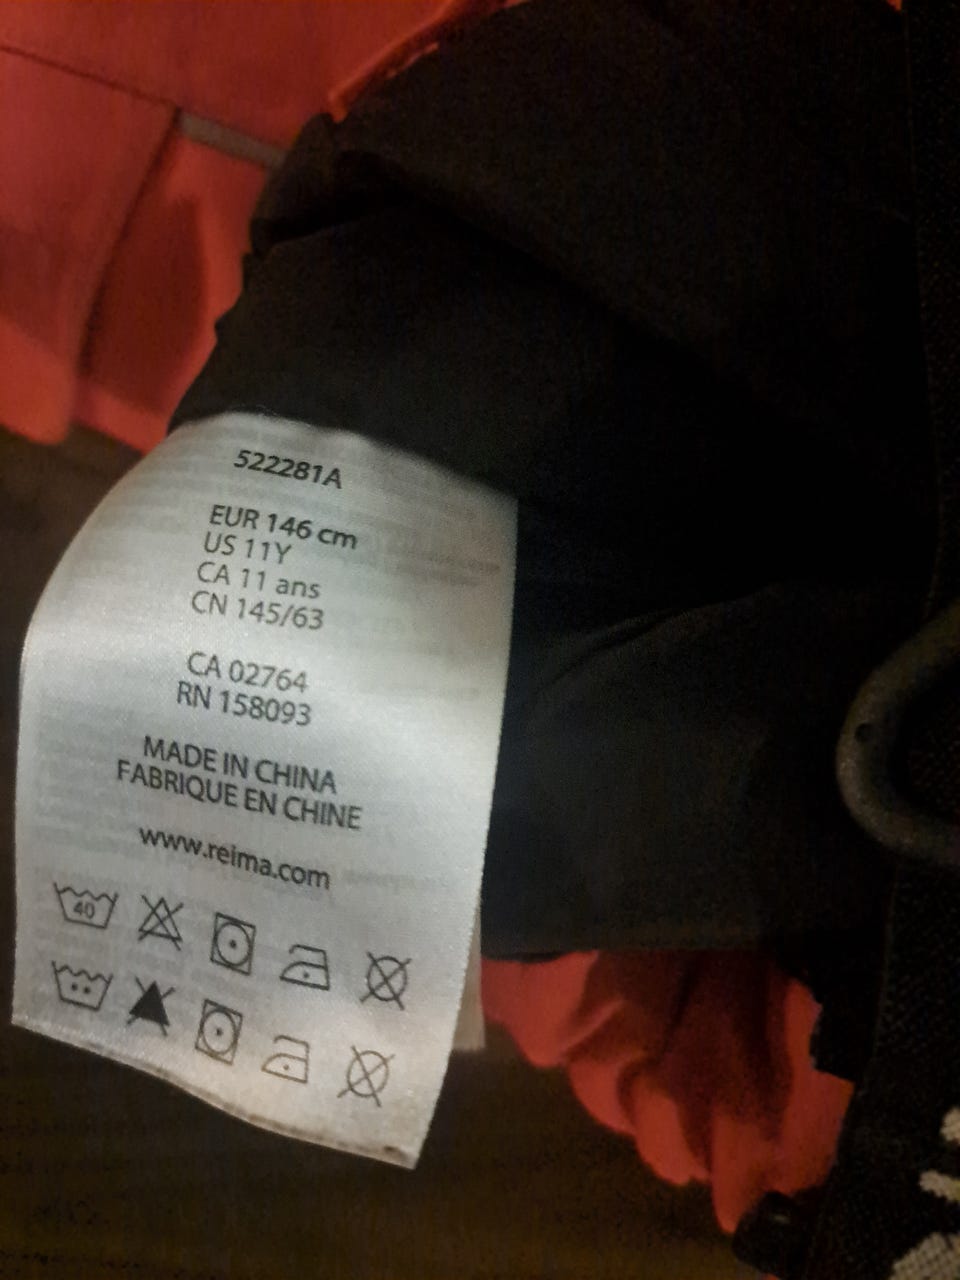 522281A
EUR 146 cm
US 11Y
CA 11 ans
CN 145/63
CA 02764
RN 158093
MADE IN CHINA
FABRIQUE EN CHINE
www.reima.com
40